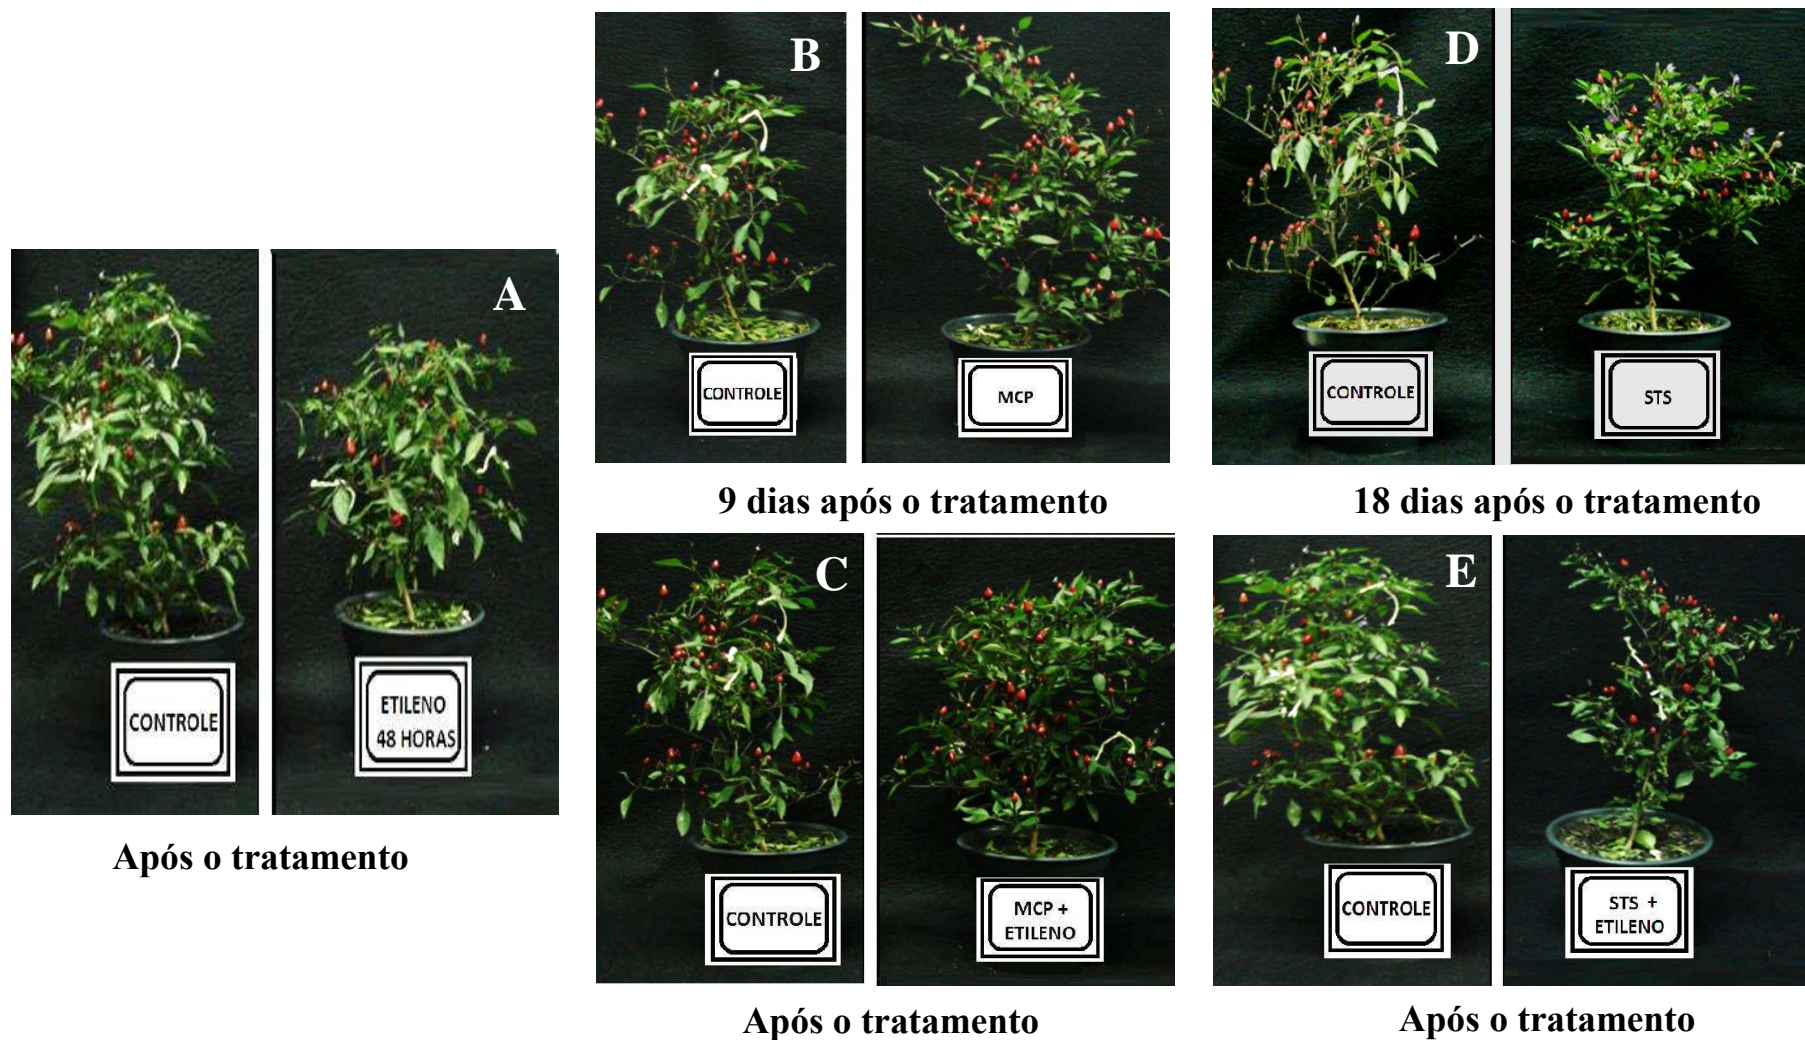 A
CONTROLE
ETILENO
48 HORAS
Após o tratamento
B
CONTROLE
MCP
9 dias após o tratamento
C
CONTROLE
MCP +
ETILENO
Após o tratamento
D
CONTROLE
STS
18 dias após o tratamento
E
CONTROLE
STS +
ETILENO
Após o tratamento